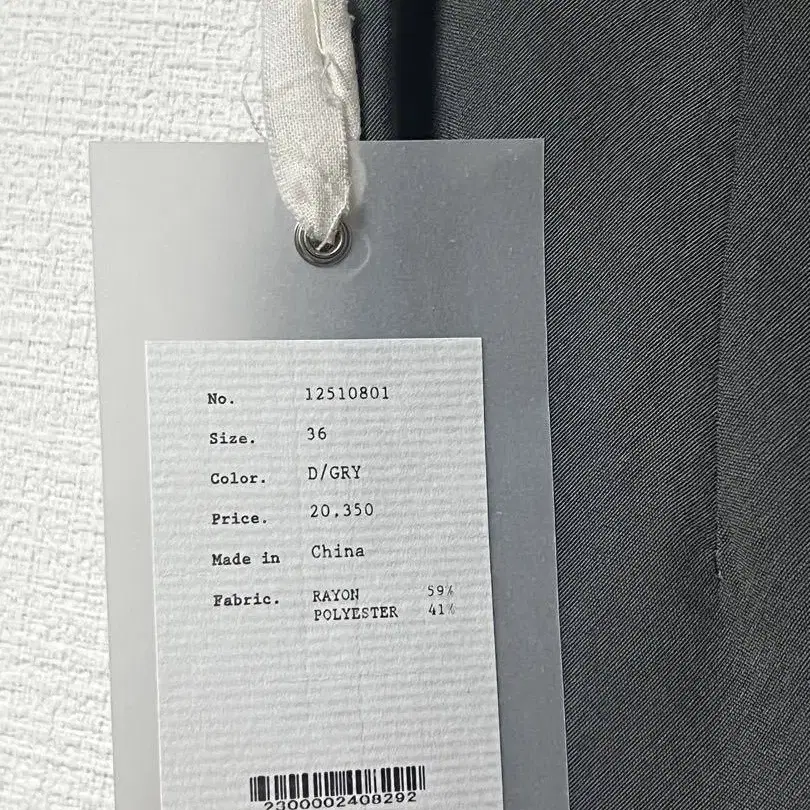 No. 12510801
Size. 36
Color. D/GRY
Price. 20,350
Made in China
Fabric. RAYON 59%
POLYESTER 41%
2300002408292